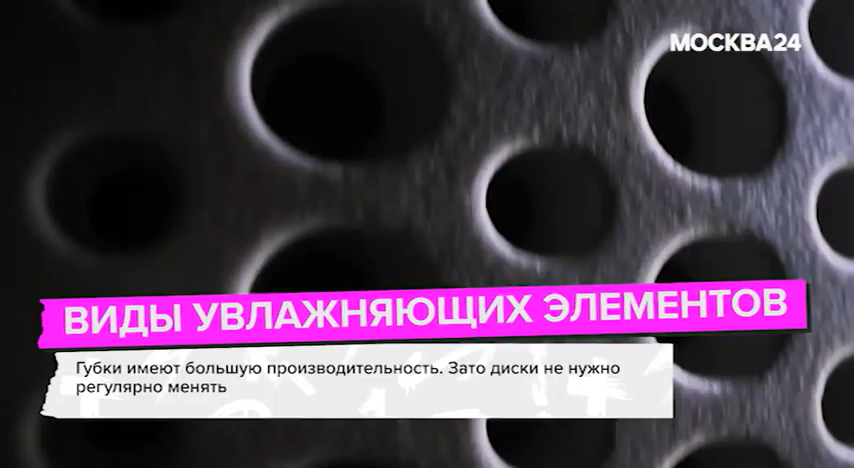 МОСКВА24
ВИДЫ УВЛАЖНЯЮЩИХ ЭЛЕМЕНТОВ
Губки имеют большую производительность. Зато диски не нужно
регулярно менять